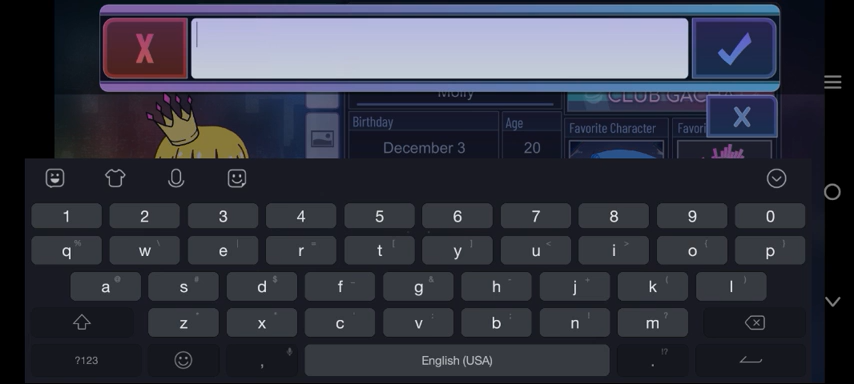 X
Molly
CLUB GAC
X
Birthday
Age
Favorite Character
Favori
December 3
20
1 2 3 4 5 6 7 8 9 0
q w e r t y u i o p
a s d f g h j k l
z x c v b n m
?123 , English (USA) .